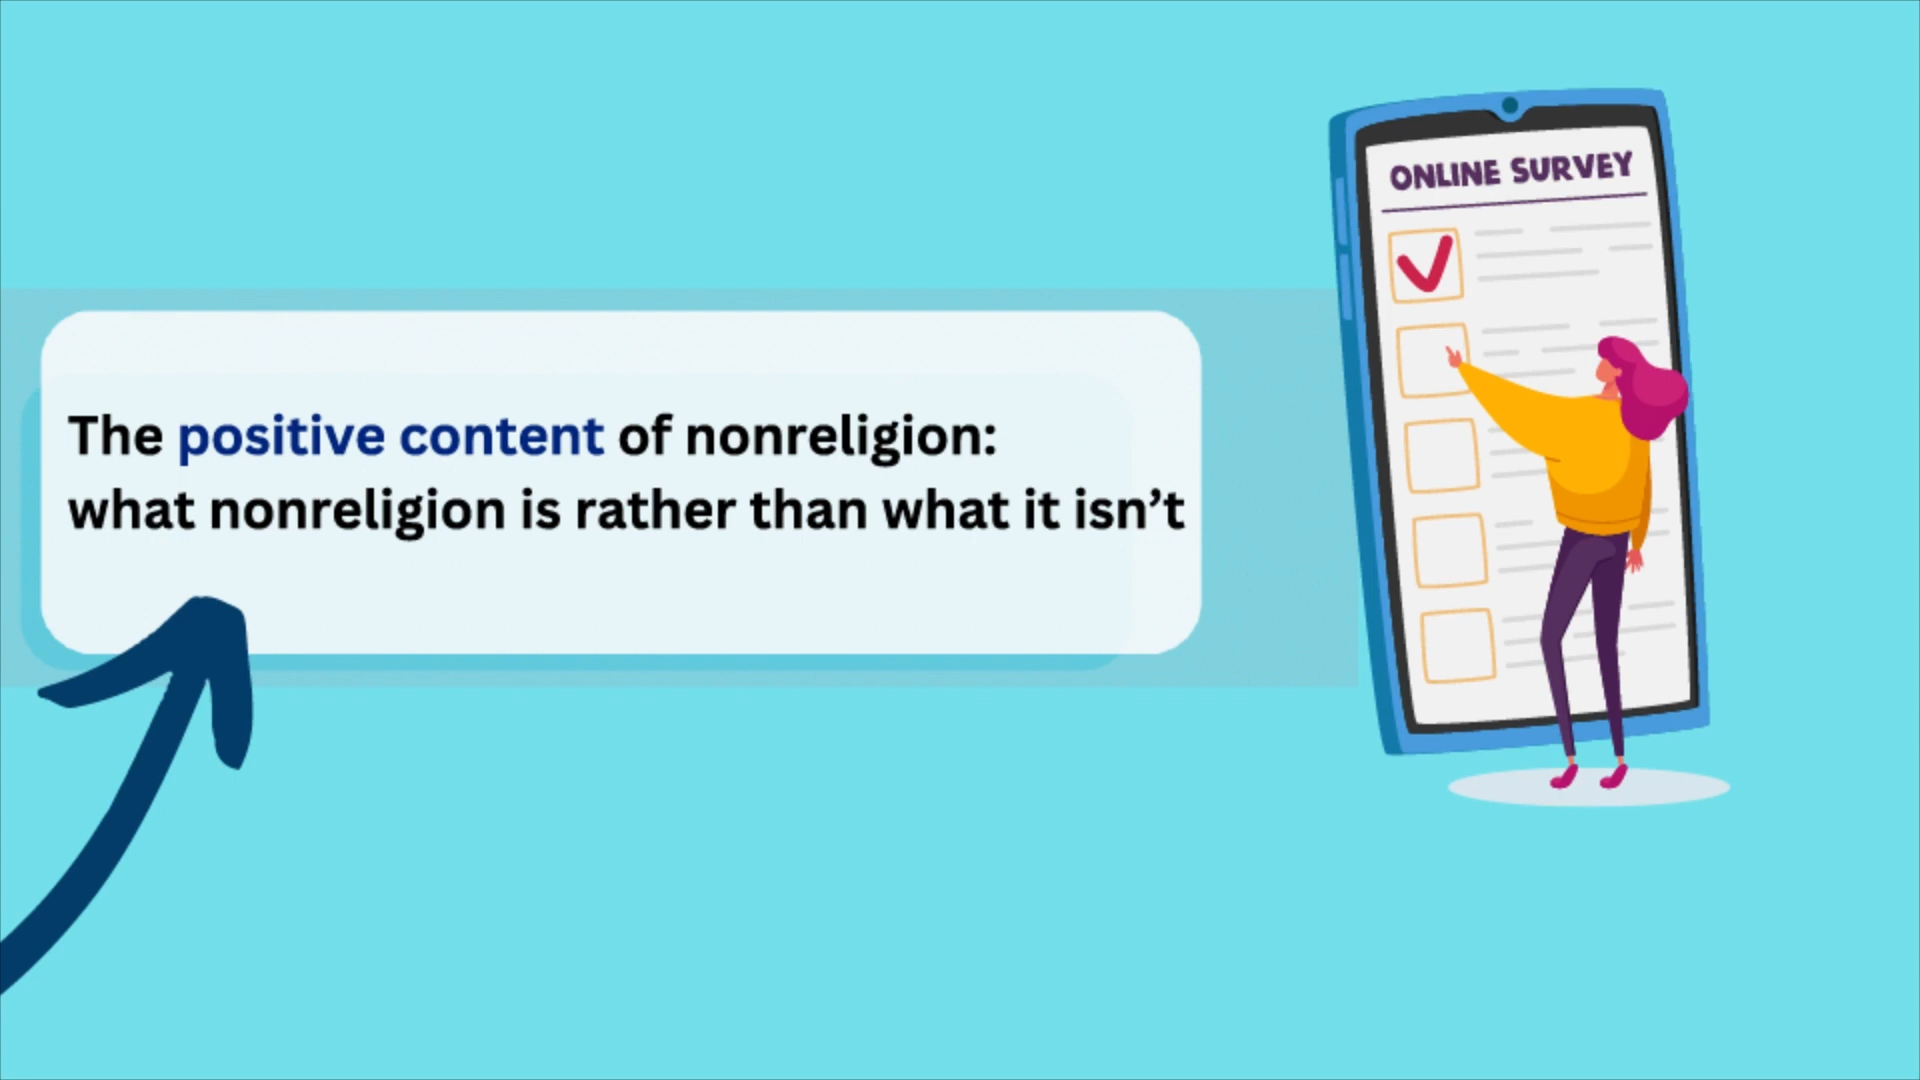 The positive content of nonreligion:
what nonreligion is rather than what it isn’t
ONLINE SURVEY